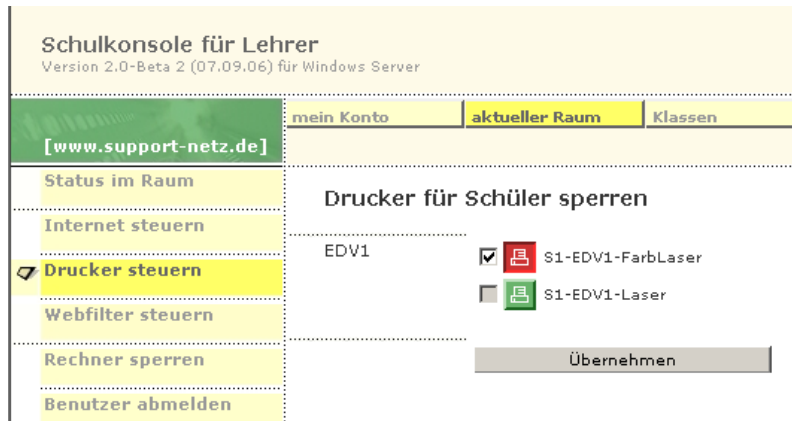 Schulkonsole für Lehrer
Version 2.0-Beta 2 (07.09.06) für Windows Server
mein Konto
aktueller Raum
Klassen
[www.support-netz.de]
Status im Raum
Internet steuern
Drucker steuern
Webfilter steuern
Rechner sperren
Benutzer abmelden
Drucker für Schüler sperren
EDV1
S1-EDV1-FarbLaser
S1-EDV1-Laser
Übernehmen